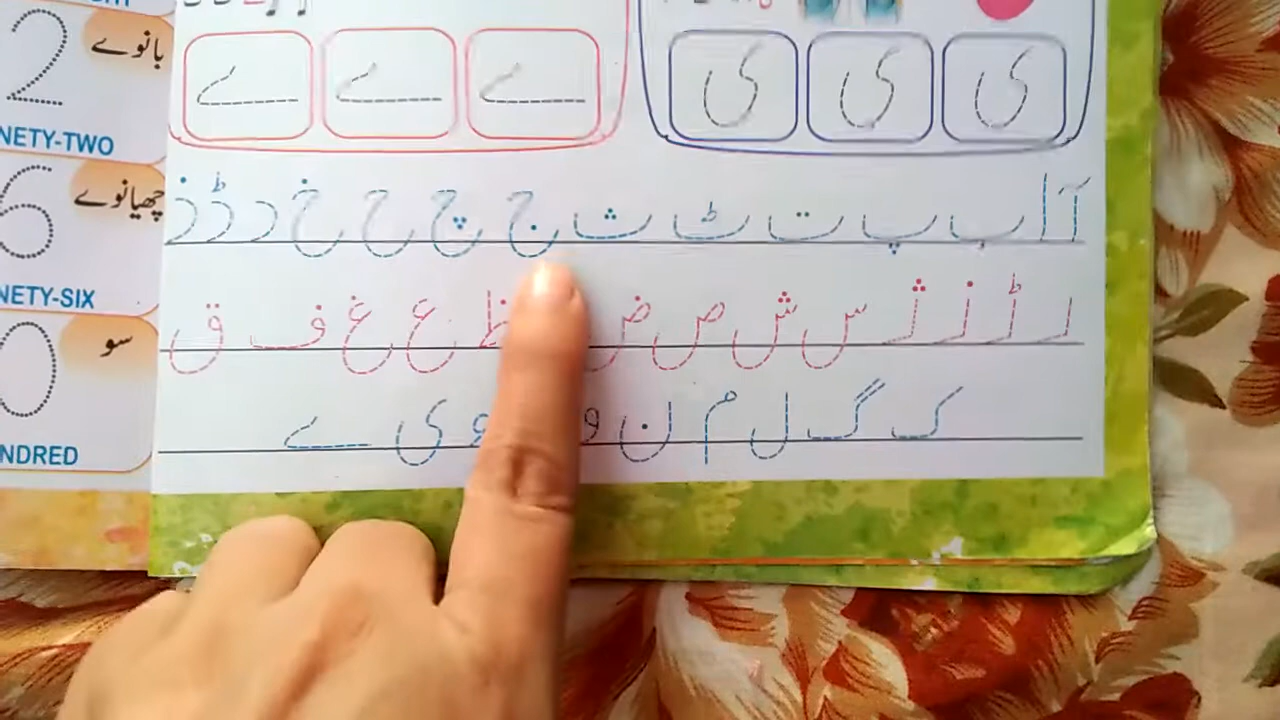 2 بانوے
NETY-TWO
6 چھیانوے
NETY-SIX
0 سو
NDRED
ی ی ی
ے ے ے
آ ا ب پ ت ٹ ث ج چ ح خ د ڈ ذ
ر ڑ ز ژ س ش ص ض ظ ع غ ف ق
ک گ ل م ن و ء ی ے